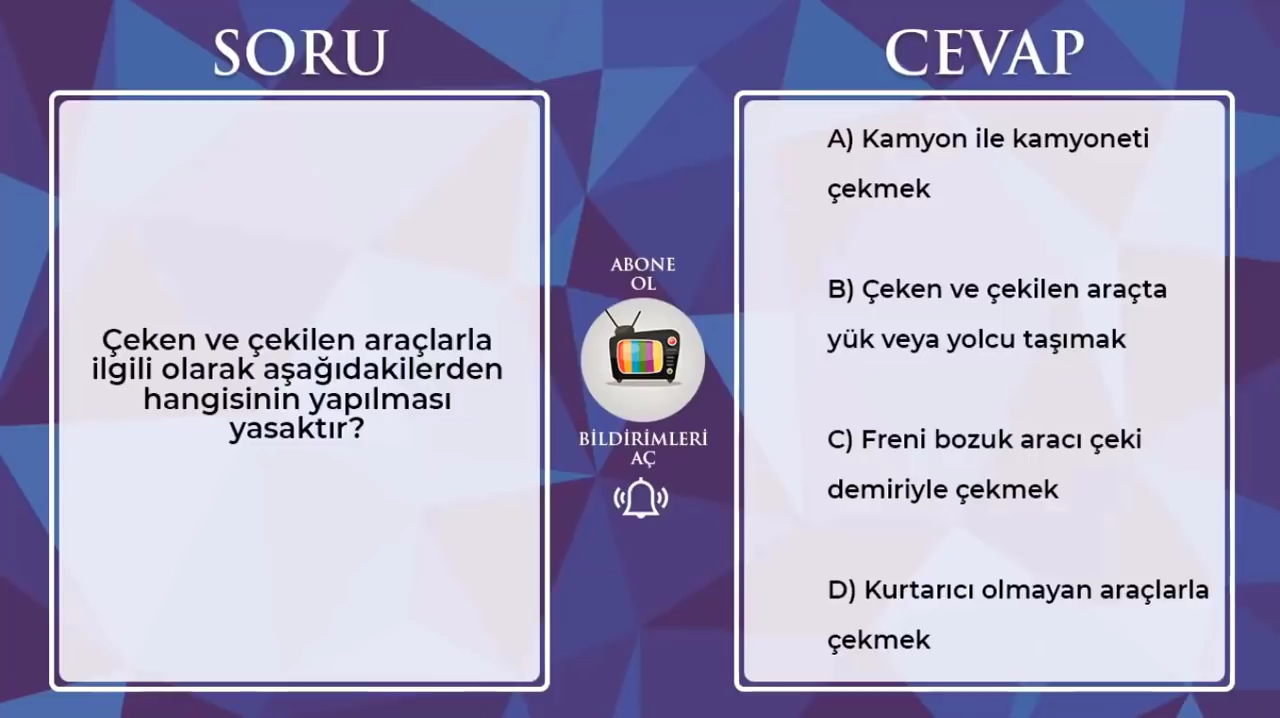 SORU
Çeken ve çekilen araçlarla
ilgili olarak aşağıdakilerden
hangisinin yapılması
yasaktır?
ABONE
OL
BİLDİRİMLERİ
AÇ
CEVAP
A) Kamyon ile kamyoneti
çekmek
B) Çeken ve çekilen araçta
yük veya yolcu taşımak
C) Freni bozuk aracı çeki
demiriyle çekmek
D) Kurtarıcı olmayan araçlarla
çekmek